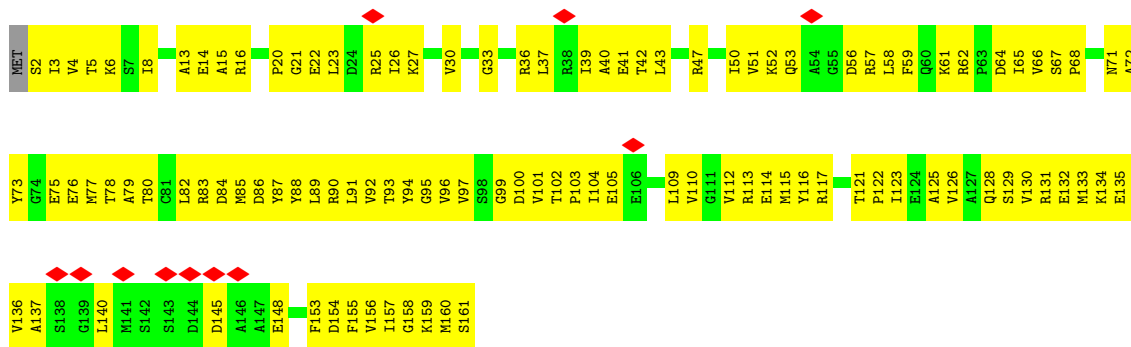 MET S2 I3 V4 T5 K6 S7 I8 A13 E14 A15 R16 P20 G21 E22 L23 D24 R25 I26 K27 V30 G33 R36 L37 R38 I39 A40 E41 T42 L43 R47 I50 V51 K52 Q53 A54 G55 D56 R57 L58 F59 Q60 K61 R62 P63 D64 I65 V66 S67 P68 N71 A72
Y73 G74 E75 E76 M77 T78 A79 T80 C81 L82 R83 D84 M85 D86 Y87 Y88 L89 R90 L91 V92 T93 Y94 G95 V96 V97 S98 G99 D100 V101 T102 P103 I104 E105 E106 L109 V110 G111 V112 R113 E114 M115 Y116 R117 T121 P122 I123 E124 A125 V126 A127 Q128 S129 V130 R131 E132 M133 K134 E135
V136 A137 S138 G139 L140 M141 S142 S143 D144 D145 A146 A147 E148 F153 D154 F155 V156 I157 G158 K159 M160 S161